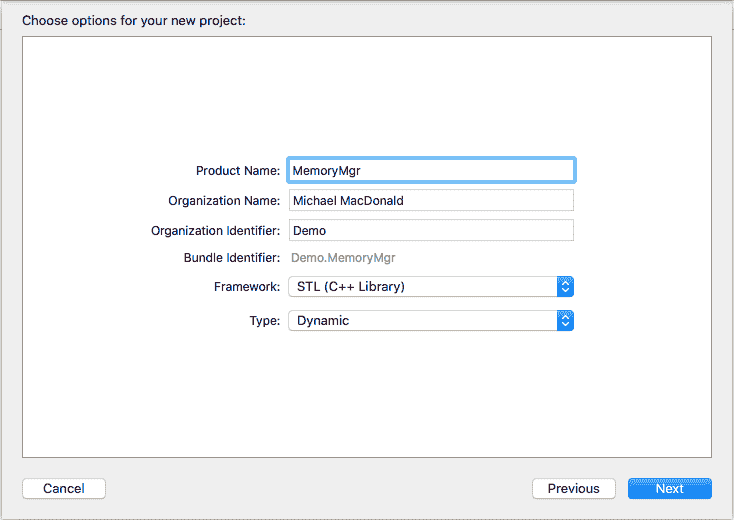 Choose options for your new project:
Product Name: MemoryMgr
Organization Name: Michael MacDonald
Organization Identifier: Demo
Bundle Identifier: Demo.MemoryMgr
Framework: STL (C++ Library)
Type: Dynamic
Cancel Previous Next